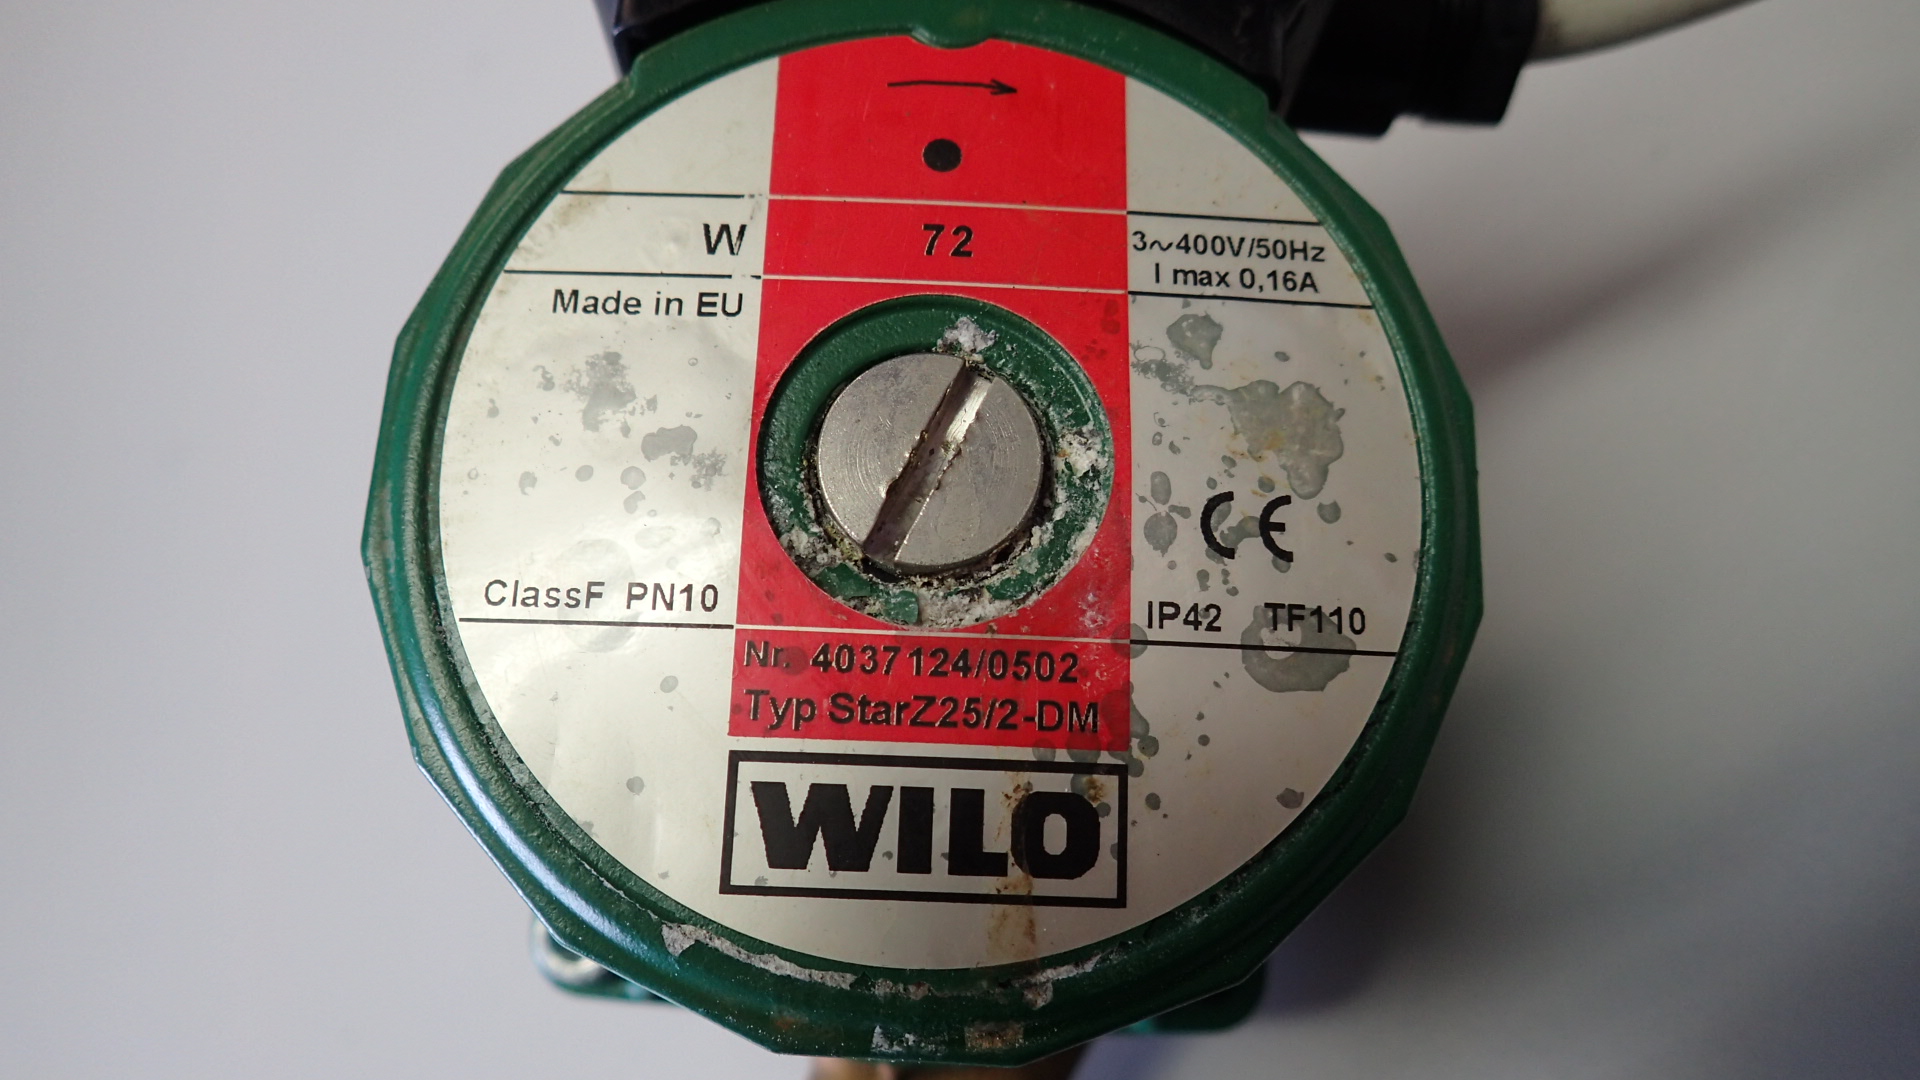 W 72 3~400V/50Hz
I max 0,16A
Made in EU
CE
ClassF PN10
IP42 TF110
Nr. 4037124/0502
Typ StarZ25/2-DM
WILO